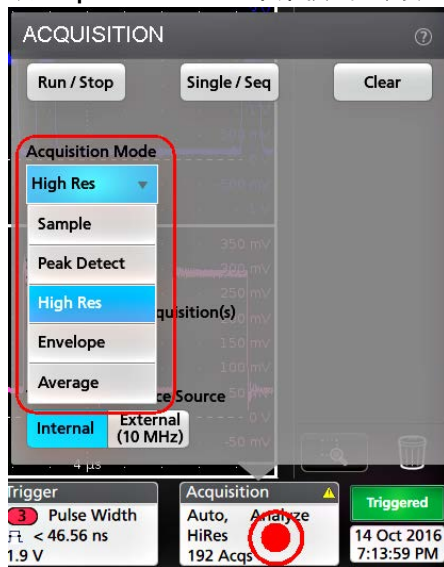 ACQUISITION
Run / Stop
Single / Seq
Clear
Acquisition Mode
High Res
Sample
Peak Detect
High Res
Envelope
Average
350 mV
300 mV
250 mV
quisition(s)
200 mV
150 mV
100 mV
ce Source
50 mV
0 V
-50 mV
Internal
External
(10 MHz)
4 µs
Trigger
3 Pulse Width
< 46.56 ns
1.9 V
Acquisition
Auto, Analyze
HiRes
192 Acqs
Triggered
14 Oct 2016
7:13:59 PM